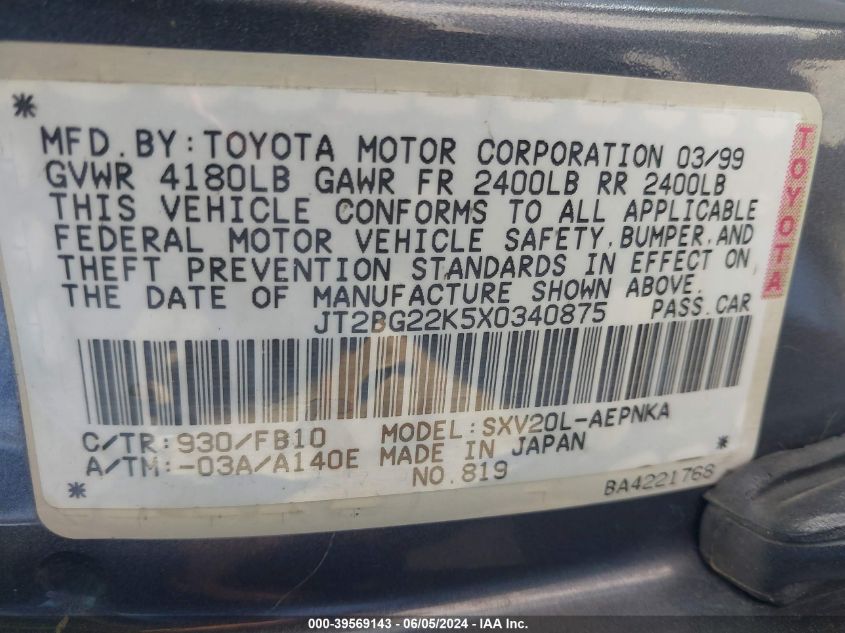 MFD. BY: TOYOTA MOTOR CORPORATION 03/99
GVWR 4180LB GAWR FR 2400LB RR 2400LB
THIS VEHICLE CONFORMS TO ALL APPLICABLE
FEDERAL MOTOR VEHICLE SAFETY, BUMPER, AND
THEFT PREVENTION STANDARDS IN EFFECT ON
THE DATE OF MANUFACTURE SHOWN ABOVE.
JT2BG22K5X0340875 PASS. CAR
C/TR: 930/FB10 MODEL: SXV20L-AEPNKA
A/TM: -03A/A140E MADE IN JAPAN
NO. 819
BA4221768
TOYOTA
000-39569143 - 06/05/2024 - IAAI Inc.